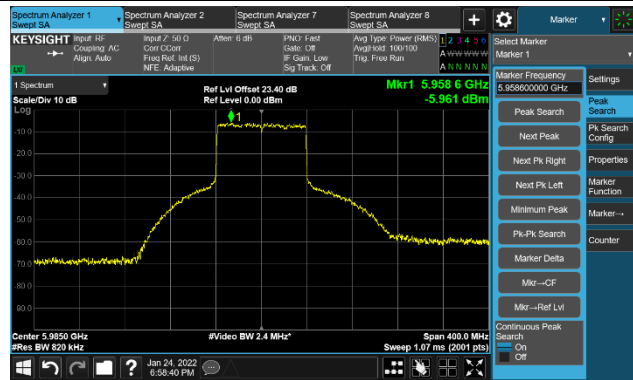 Spectrum Analyzer 1
Swept SA
Spectrum Analyzer 2
Swept SA
Spectrum Analyzer 7
Swept SA
Spectrum Analyzer 8
Swept SA
+
Marker
KEYSIGHT
Input: RF
Coupling: AC
Align: Auto
Input Z: 50 Ω
Corr CCorr
Freq Ref: Int (S)
NFE: Adaptive
Atten: 6 dB
PNO: Fast
Gate: Off
IF Gain: Low
Sig Track: Off
Avg Type: Power (RMS)
Avg|Hold: 100/100
Trig: Free Run
1 2 3 4 5 6
A W W W W W
A N N N N N
LXI
Select Marker
Marker 1
1 Spectrum
Scale/Div 10 dB
Ref Lvl Offset 23.40 dB
Ref Level 0.00 dBm
Mkr1 5.958 6 GHz
-5.961 dBm
Log
1
-10.0
-20.0
-30.0
-40.0
-50.0
-60.0
-70.0
-80.0
-90.0
Center 5.9850 GHz
#Res BW 820 kHz
#Video BW 2.4 MHz*
Span 400.0 MHz
Sweep 1.07 ms (2001 pts)
Marker Frequency
5.958600000 GHz
Peak Search
Next Peak
Next Pk Right
Next Pk Left
Minimum Peak
Pk-Pk Search
Marker Delta
Mkr→CF
Mkr→Ref Lvl
Continuous Peak
Search
On
Off
Settings
Peak
Search
Pk Search
Config
Properties
Marker
Function
Marker→
Counter
?
Jan 24, 2022
6:58:40 PM